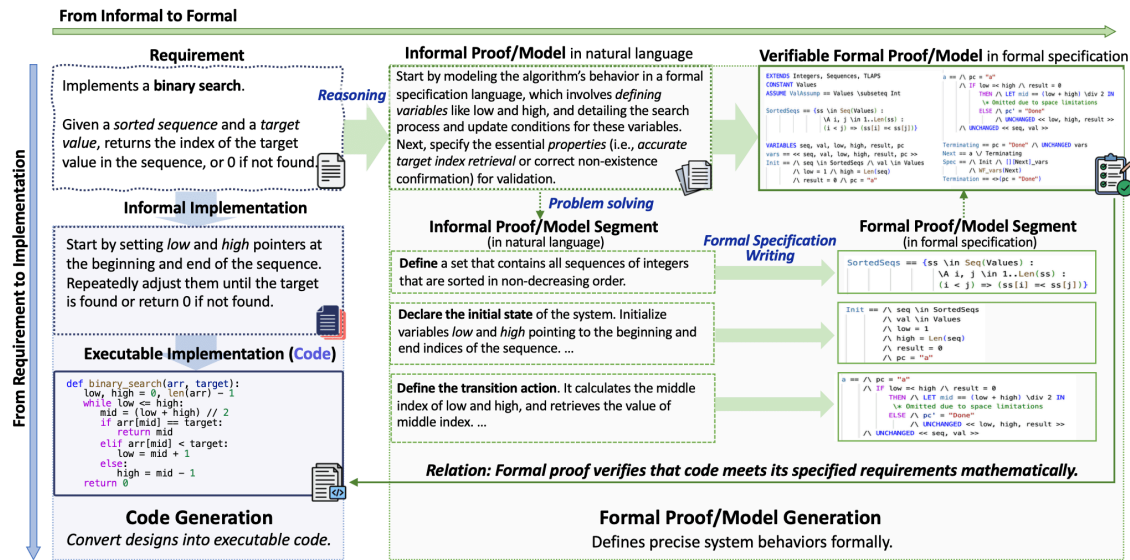 From Informal to Formal
From Requirement to Implementation
Requirement
Implements a binary search.
Given a sorted sequence and a target
value, returns the index of the target
value in the sequence, or 0 if not found.
Reasoning
Informal Proof/Model in natural language
Start by modeling the algorithm's behavior in a formal
specification language, which involves defining
variables like low and high, and detailing the search
process and update conditions for these variables.
Next, specify the essential properties (i.e., accurate
target index retrieval or correct non-existence
confirmation) for validation.
Verifiable Formal Proof/Model in formal specification
EXTENDS Integers, Sequences, TLAPS
CONSTANT Values
ASSUME ValAssump == Values \subseteq Int
SortedSeqs == {ss \in Seq(Values) :
\A i, j \in 1..Len(ss) :
(i < j) => (ss[i] =< ss[j])}
VARIABLES seq, val, low, high, result, pc
vars == << seq, val, low, high, result, pc >>
Init == /\ seq \in SortedSeqs /\ val \in Values
/\ low = 1 /\ high = Len(seq)
/\ result = 0 /\ pc = "a"
a == /\ pc = "a"
/\ IF low =< high /\ result = 0
THEN /\ LET mid == (low + high) \div 2 IN
\* Omitted due to space limitations
ELSE /\ pc' = "Done"
/\ UNCHANGED << low, high, result >>
/\ UNCHANGED << seq, val >>
Terminating == pc = "Done" /\ UNCHANGED vars
Next == a \/ Terminating
Spec == /\ Init /\ [][Next]_vars
/\ WF_vars(Next)
Termination == <>(pc = "Done")
Informal Implementation
Start by setting low and high pointers at
the beginning and end of the sequence.
Repeatedly adjust them until the target
is found or return 0 if not found.
Executable Implementation (Code)
def binary_search(arr, target):
low, high = 0, len(arr) - 1
while low <= high:
mid = (low + high) // 2
if arr[mid] == target:
return mid
elif arr[mid] < target:
low = mid + 1
else:
high = mid - 1
return 0
Code Generation
Convert designs into executable code.
Problem solving
Informal Proof/Model Segment
(in natural language)
Formal Specification
Writing
Formal Proof/Model Segment
(in formal specification)
Define a set that contains all sequences of integers
that are sorted in non-decreasing order.
SortedSeqs == {ss \in Seq(Values) :
\A i, j \in 1..Len(ss) :
(i < j) => (ss[i] =< ss[j])}
Declare the initial state of the system. Initialize
variables low and high pointing to the beginning and
end indices of the sequence. ...
Init == /\ seq \in SortedSeqs
/\ val \in Values
/\ low = 1
/\ high = Len(seq)
/\ result = 0
/\ pc = "a"
Define the transition action. It calculates the middle
index of low and high, and retrieves the value of
middle index. ...
a == /\ pc = "a"
/\ IF low =< high /\ result = 0
THEN /\ LET mid == (low + high) \div 2 IN
\* Omitted due to space limitations
ELSE /\ pc' = "Done"
/\ UNCHANGED << low, high, result >>
/\ UNCHANGED << seq, val >>
Relation: Formal proof verifies that code meets its specified requirements mathematically.
Formal Proof/Model Generation
Defines precise system behaviors formally.